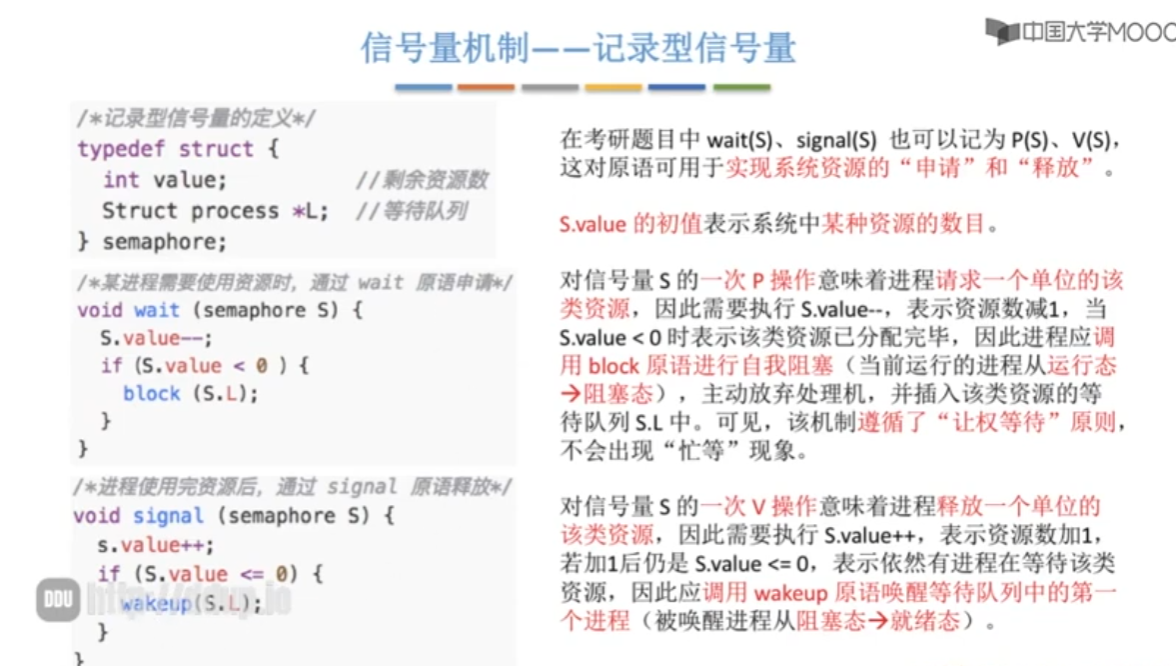 信号量机制——记录型信号量
中国大学MOOC
/*记录型信号量的定义*/
typedef struct {
int value; //剩余资源数
Struct process *L; //等待队列
} semaphore;
/*某进程需要使用资源时，通过 wait 原语申请*/
void wait (semaphore S) {
S.value--;
if (S.value < 0 ) {
block (S.L);
}
}
/*进程使用完资源后，通过 signal 原语释放*/
void signal (semaphore S) {
s.value++;
if (S.value <= 0) {
wakeup(S.L);
}
}
在考研题目中 wait(S)、signal(S) 也可以记为 P(S)、V(S)，
这对原语可用于实现系统资源的“申请”和“释放”。
S.value 的初值表示系统中某种资源的数目。
对信号量 S 的一次 P 操作意味着进程请求一个单位的该
类资源，因此需要执行 S.value--，表示资源数减1，当
S.value < 0 时表示该类资源已分配完毕，因此进程应调
用 block 原语进行自我阻塞（当前运行的进程从运行态
→阻塞态），主动放弃处理机，并插入该类资源的等
待队列 S.L 中。可见，该机制遵循了“让权等待”原则，
不会出现“忙等”现象。
对信号量 S 的一次 V 操作意味着进程释放一个单位的
该类资源，因此需要执行 S.value++，表示资源数加1，
若加1后仍是 S.value <= 0，表示依然有进程在等待该类
资源，因此应调用 wakeup 原语唤醒等待队列中的第一
个进程（被唤醒进程从阻塞态→就绪态）。
DDU